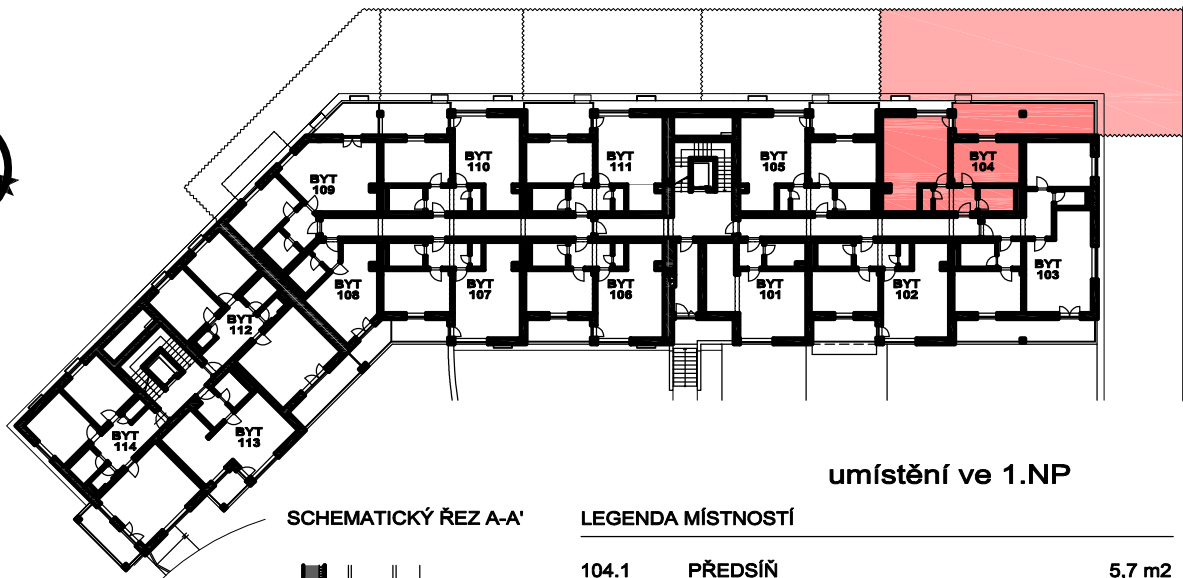 BYT
110
BYT
111
BYT
105
BYT
104
BYT
109
BYT
103
BYT
108
BYT
107
BYT
106
BYT
101
BYT
102
BYT
112
BYT
114
BYT
113
umístění ve 1.NP
SCHEMATICKÝ ŘEZ A-A'
LEGENDA MÍSTNOSTÍ
104.1 PŘEDSÍŇ 5.7 m2